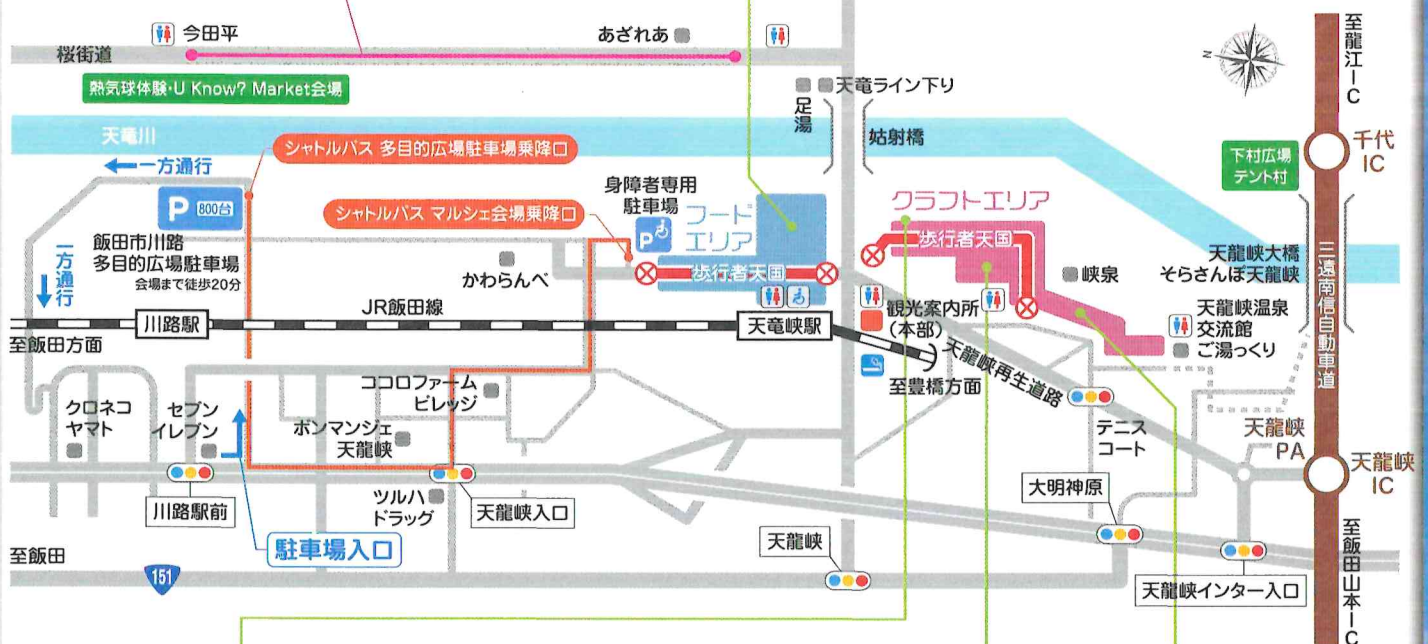 今田平
あざれあ
桜街道
熱気球体験・U Know? Market会場
足湯
天竜ライン下り
至龍江IC
天竜川
シャトルバス 多目的広場駐車場乗降口
姑射橋
千代
IC
一方通行
下村広場
テント村
P 800台
身障者専用
駐車場
P
フード
エリア
クラフトエリア
シャトルバス マルシェ会場乗降口
歩行者天国
歩行者天国
飯田市川路
多目的広場駐車場
会場まで徒歩20分
一方通行
かわらんべ
峡泉
天龍峡大橋
そらさんぽ天龍峡
三遠南信自動車道
JR飯田線
川路駅
天竜峡駅
観光案内所
(本部)
天龍峡温泉
交流館
ご湯っくり
至飯田方面
至豊橋方面
天龍峡再生道路
ココロファーム
ビレッジ
クロネコ
ヤマト
セブン
イレブン
ボンマンジェ
天龍峡
テニス
コート
天龍峡
PA
天龍峡
IC
川路駅前
ツルハ
ドラッグ
天龍峡入口
大明神原
至飯田
駐車場入口
天龍峡
151
天龍峡インター入口
至飯田山本IC
N